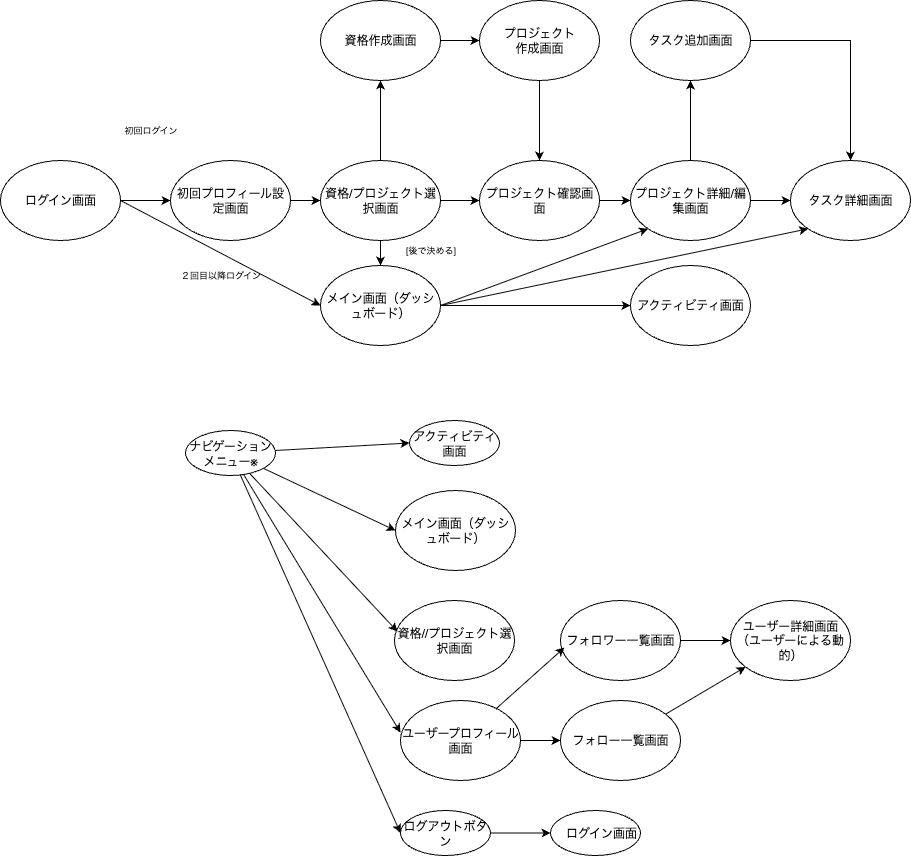 資格作成画面
プロジェクト
作成画面
タスク追加画面
初回ログイン
ログイン画面
初回プロフィール設
定画面
資格/プロジェクト選
択画面
プロジェクト確認画
面
プロジェクト詳細/編
集画面
タスク詳細画面
[後で決める]
２回目以降ログイン
メイン画面（ダッシ
ュボード）
アクティビティ画面
ナビゲーション
メニュー※
アクティビティ
画面
メイン画面（ダッシ
ュボード）
資格//プロジェクト選
択画面
フォロワー一覧画面
ユーザー詳細画面
（ユーザーによる動
的）
ユーザープロフィール
画面
フォロー一覧画面
ログアウトボタ
ン
ログイン画面